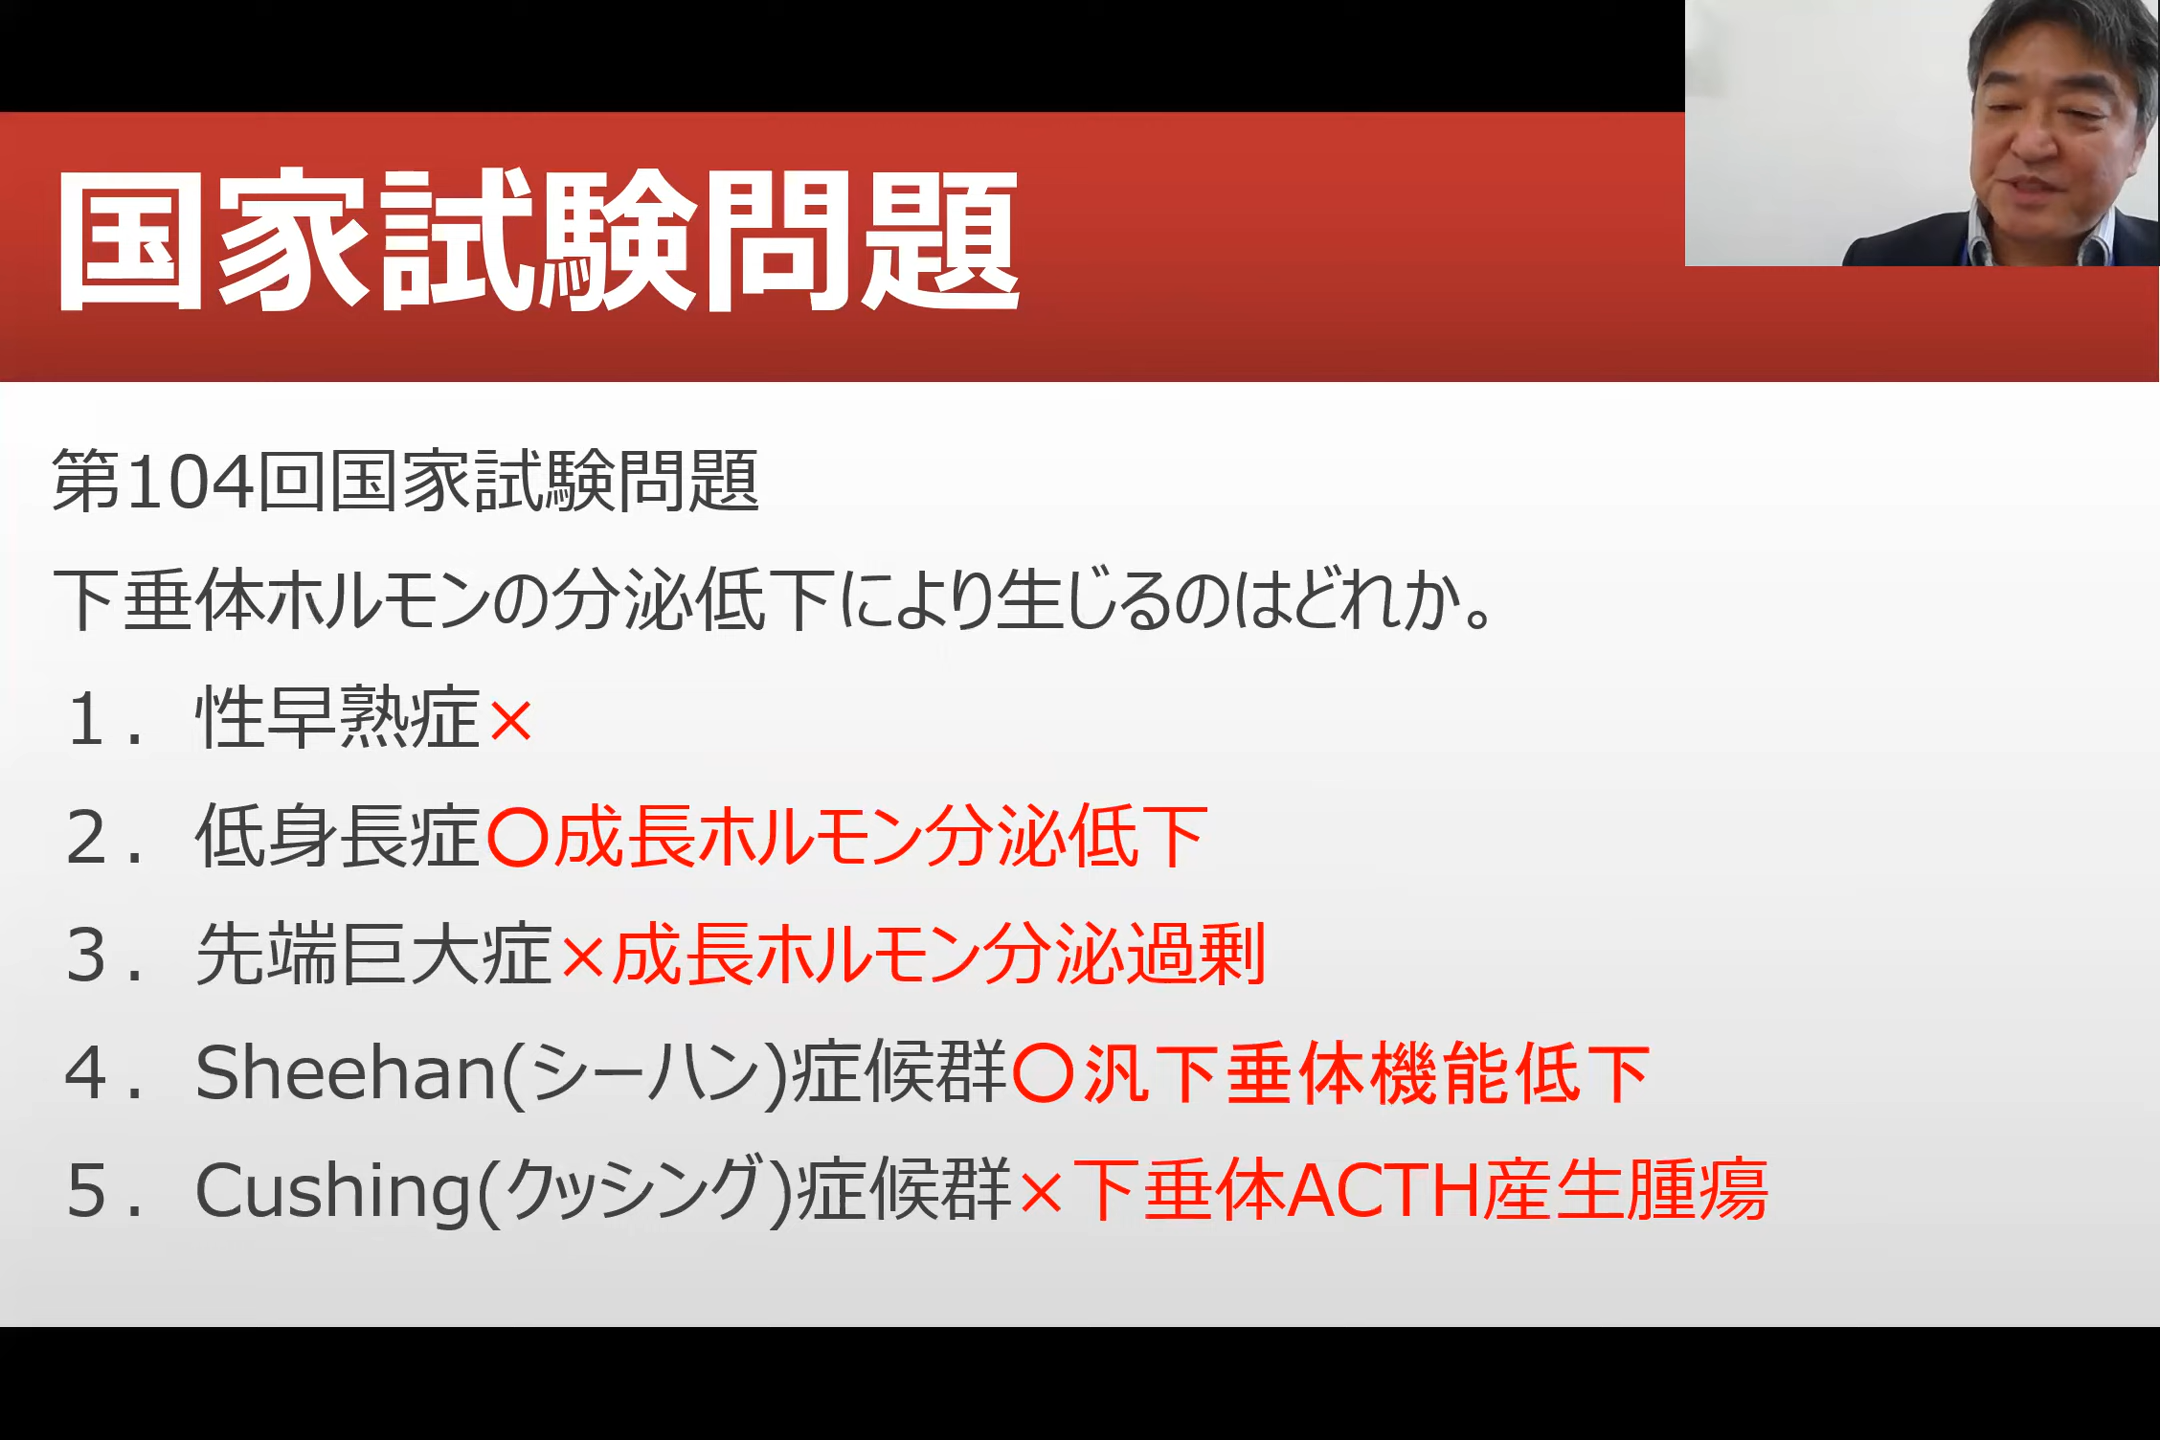 国家試験問題
第104回国家試験問題
下垂体ホルモンの分泌低下により生じるのはどれか。
１．性早熟症×
２．低身長症〇成長ホルモン分泌低下
３．先端巨大症×成長ホルモン分泌過剰
４．Sheehan(シーハン)症候群〇汎下垂体機能低下
５．Cushing(クッシング)症候群×下垂体ACTH産生腫瘍